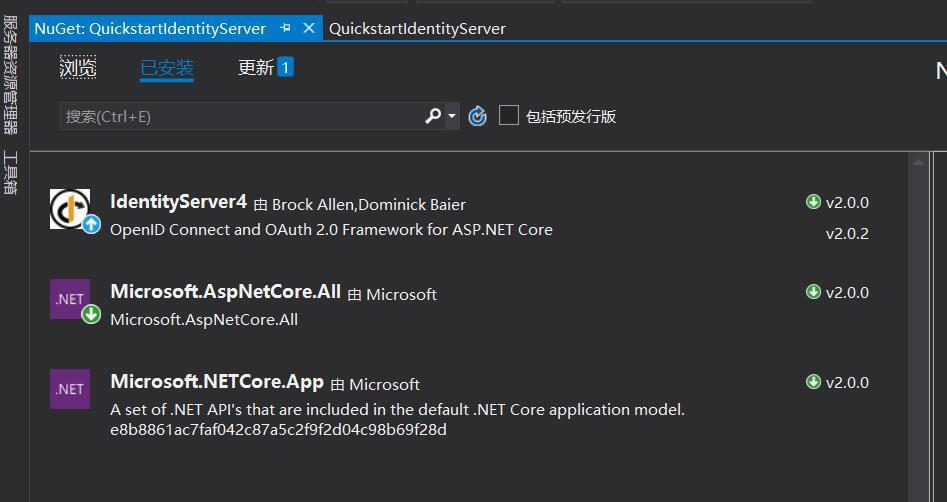 服务器资源管理器
工具箱
NuGet: QuickstartIdentityServer
QuickstartIdentityServer
浏览 已安装 更新 1
搜索(Ctrl+E) 包括预发行版
N
IdentityServer4 由 Brock Allen,Dominick Baier v2.0.0
OpenID Connect and OAuth 2.0 Framework for ASP.NET Core v2.0.2
.NET
Microsoft.AspNetCore.All 由 Microsoft v2.0.0
Microsoft.AspNetCore.All
.NET
Microsoft.NETCore.App 由 Microsoft v2.0.0
A set of .NET API's that are included in the default .NET Core application model.
e8b8861ac7faf042c87a5c2f9f2d04c98b69f28d